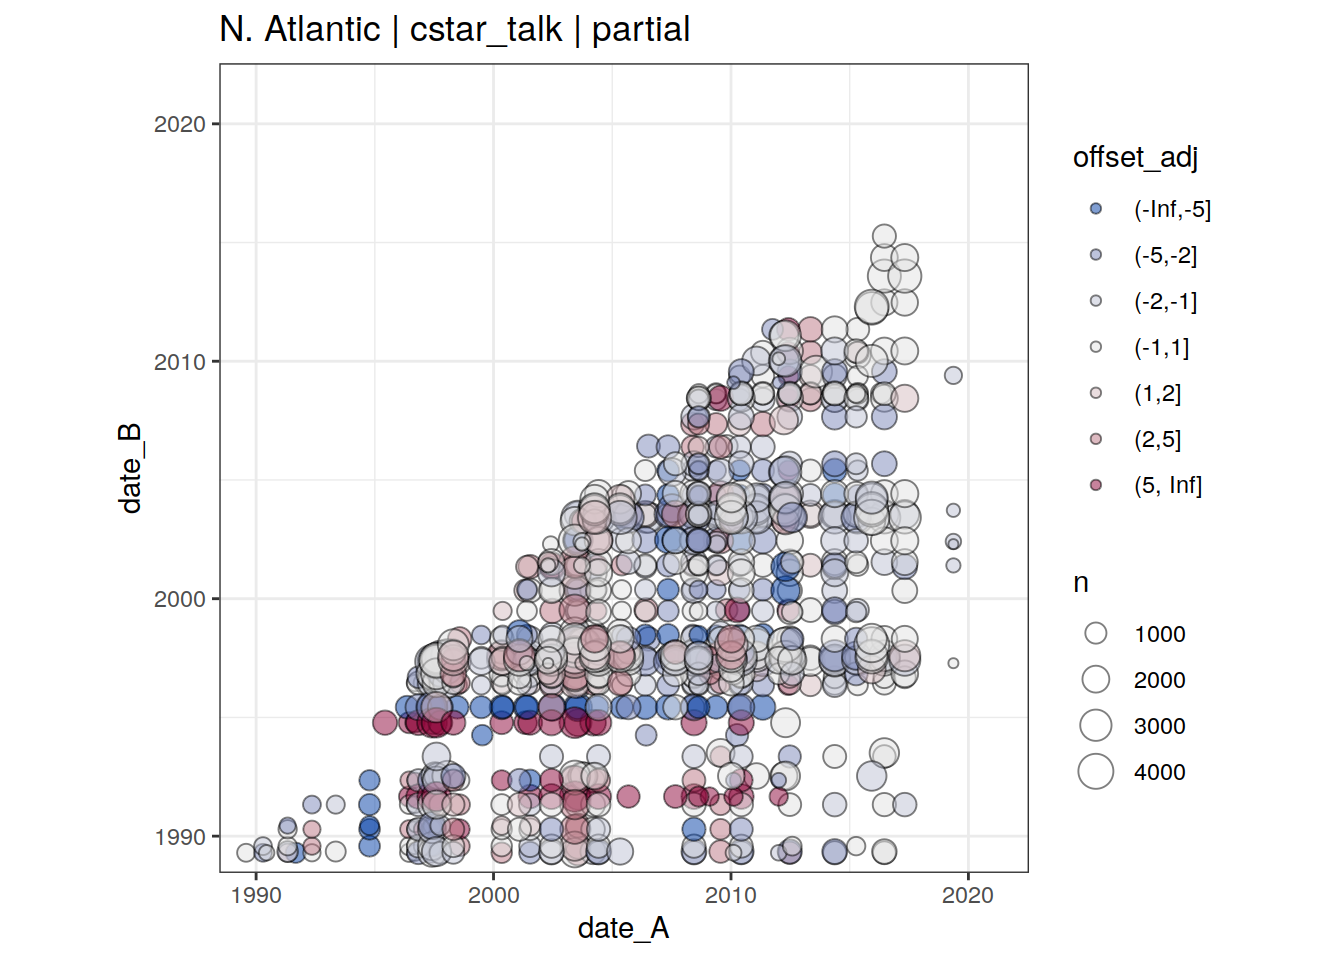 N. Atlantic | cstar_talk | partial
2020
2010
2000
1990
date_B
1990 2000 2010 2020
date_A
offset_adj
(-Inf,-5]
(-5,-2]
(-2,-1]
(-1,1]
(1,2]
(2,5]
(5, Inf]
n
1000
2000
3000
4000